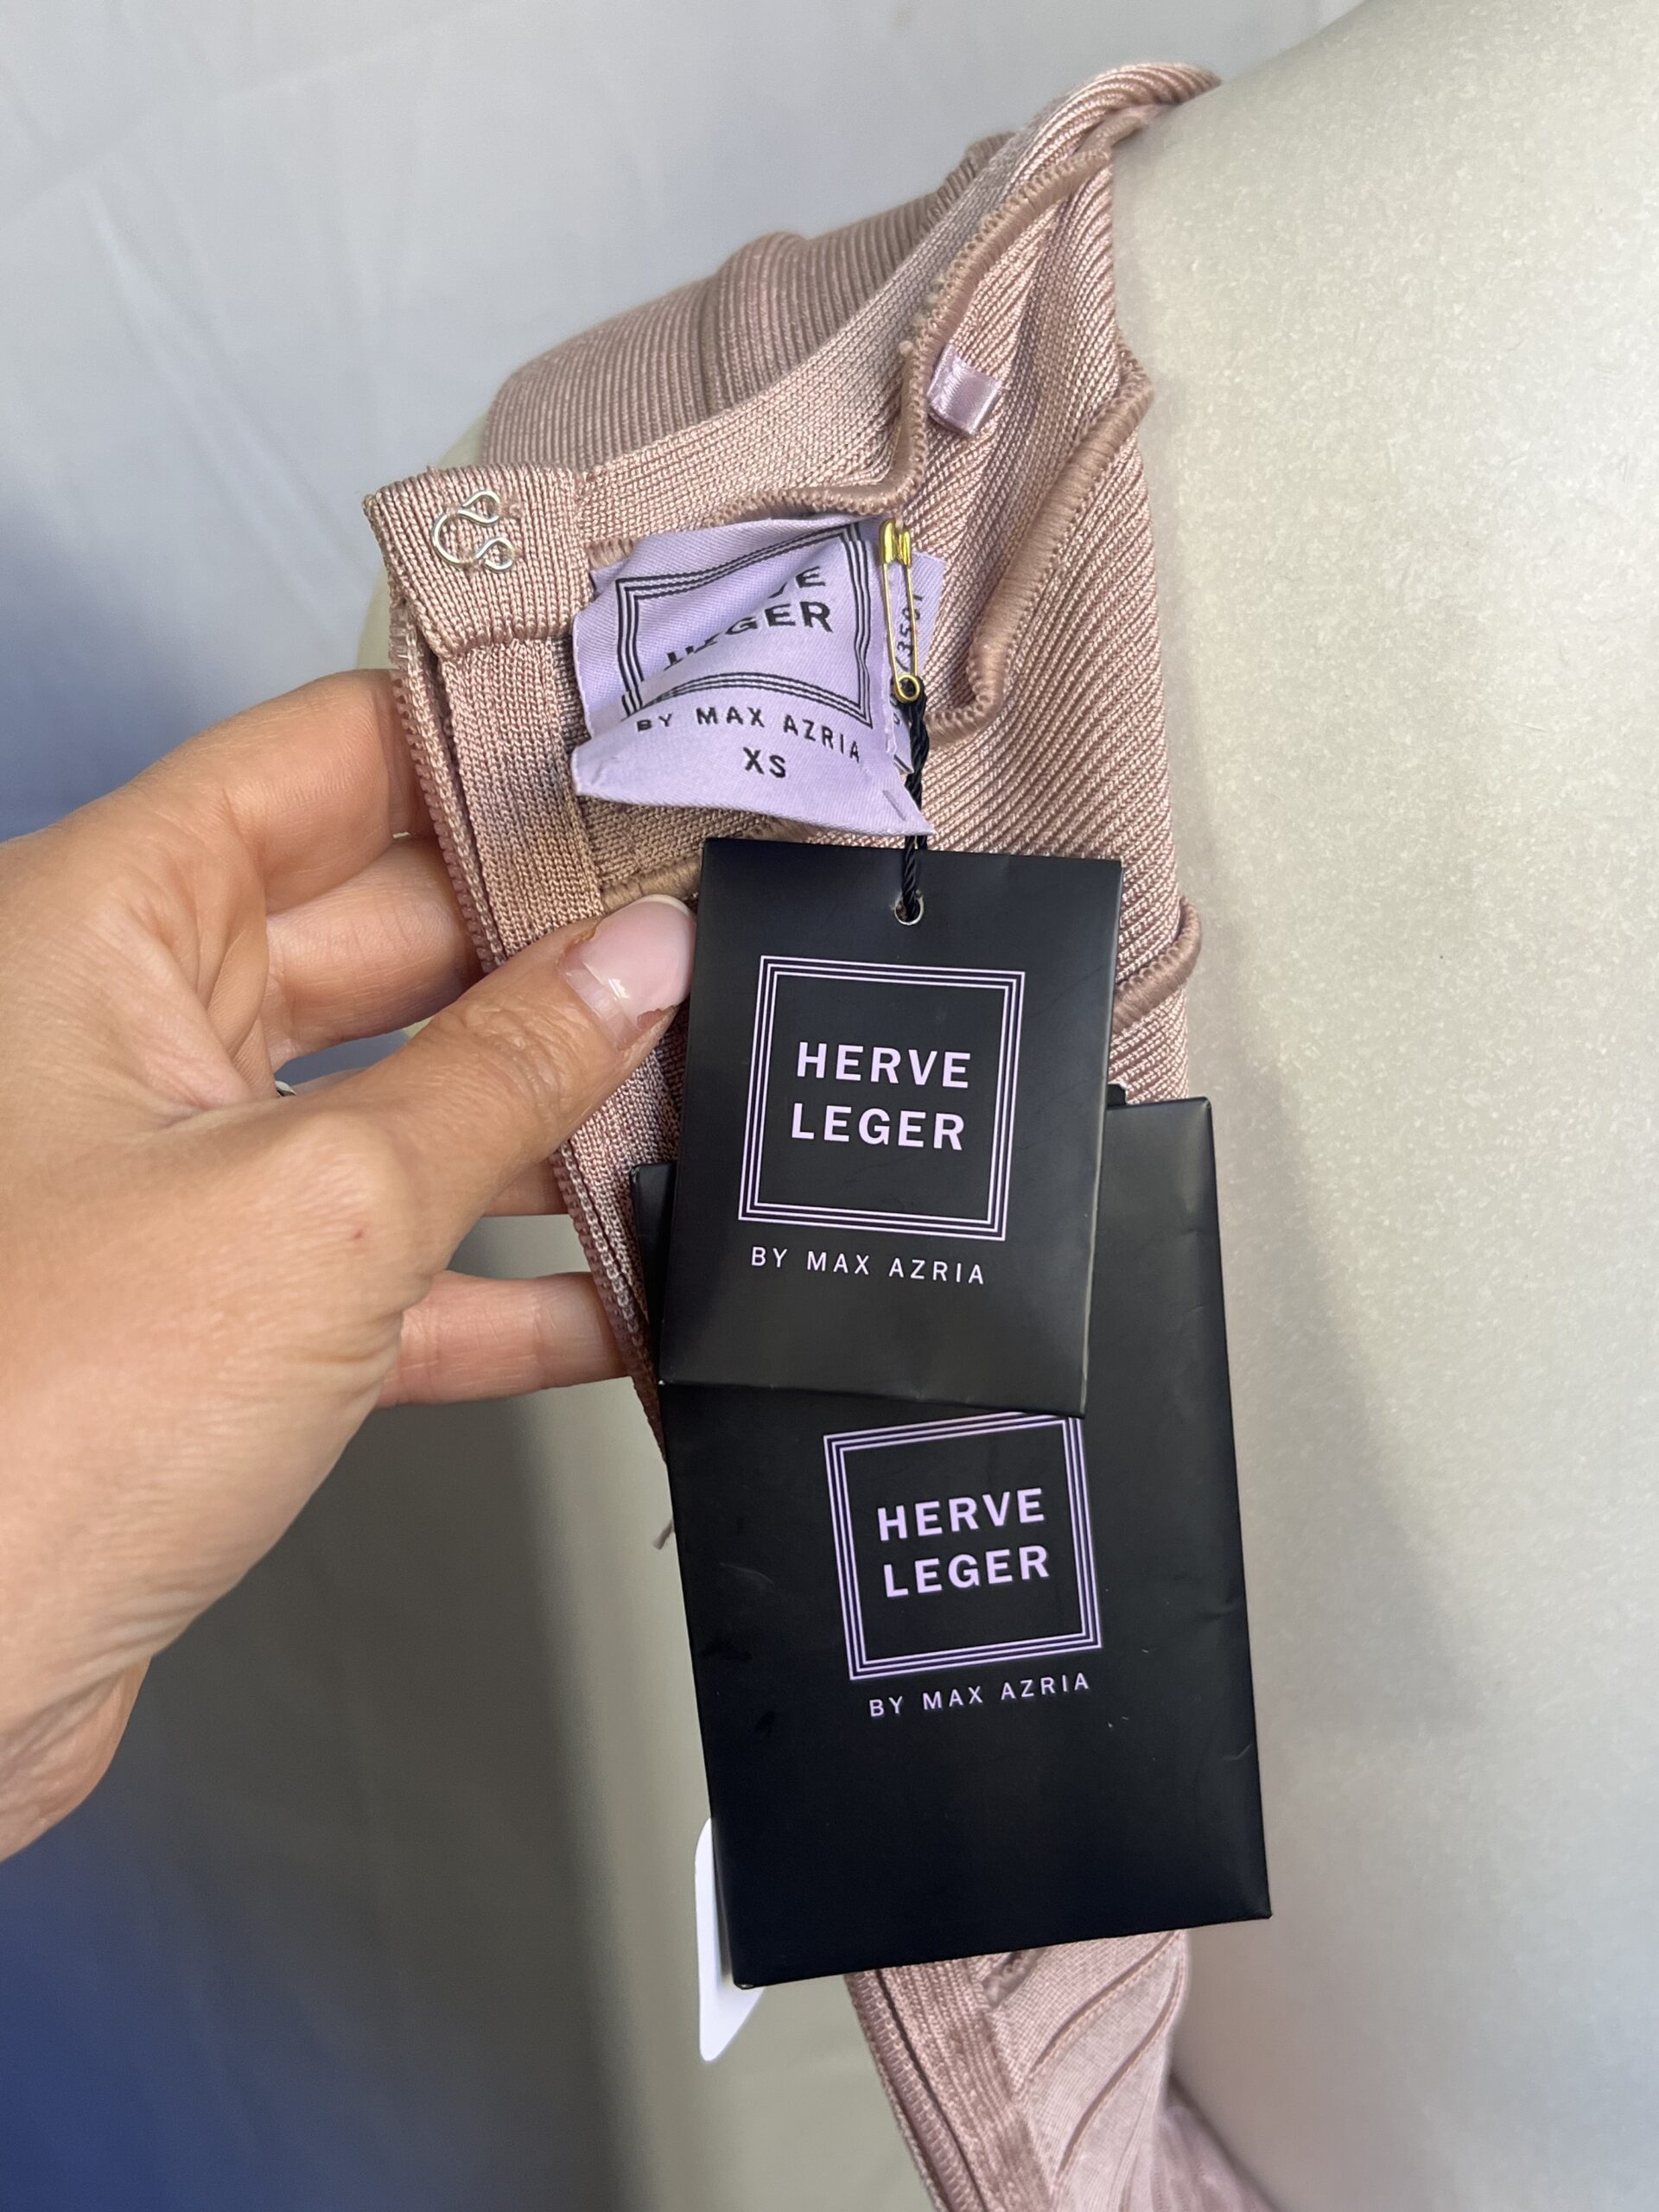 LEGER
BY MAX AZRIA
XS
HERVE
LEGER
BY MAX AZRIA
HERVE
LEGER
BY MAX AZRIA